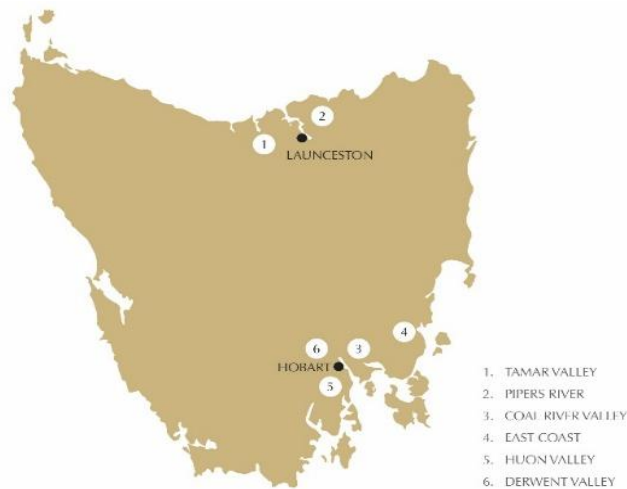 2
1
LAUNCESTON
4
6
3
HOBART
5
1. TAMAR VALLEY
2. PIPERS RIVER
3. COAL RIVER VALLEY
4. EAST COAST
5. HUON VALLEY
6. DERWENT VALLEY